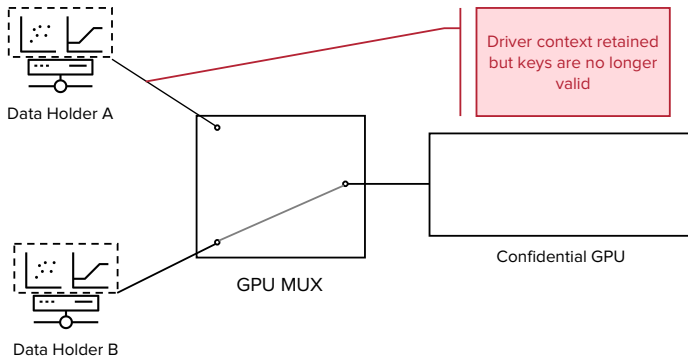 Driver context retained
but keys are no longer
valid
Data Holder A
Confidential GPU
GPU MUX
Data Holder B